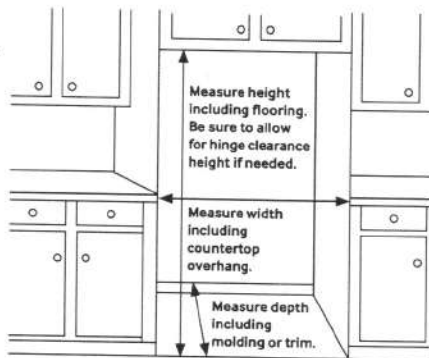 Measure height
including flooring.
Be sure to allow
for hinge clearance
height if needed.
Measure width
including
countertop
overhang.
Measure depth
including
molding or trim.